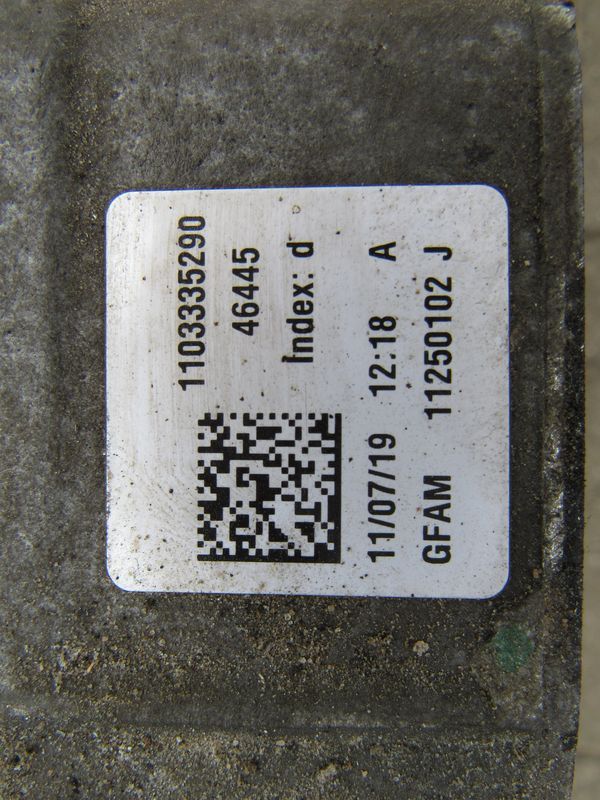 1103335290
46445
Index: d
11/07/19 12:18 A
GFAM 11250102 J